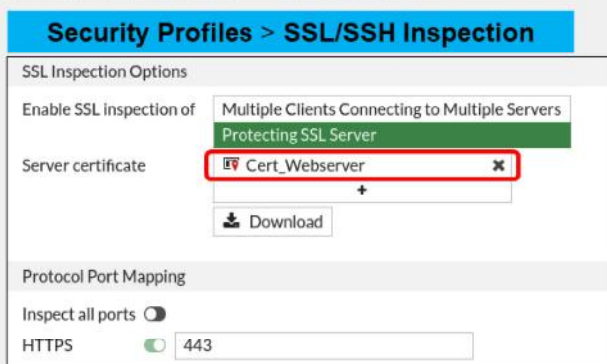 Security Profiles > SSL/SSH Inspection
SSL Inspection Options
Enable SSL inspection of Multiple Clients Connecting to Multiple Servers
Protecting SSL Server
Server certificate Cert_Webserver ✖
+
Download
Protocol Port Mapping
Inspect all ports
HTTPS 443